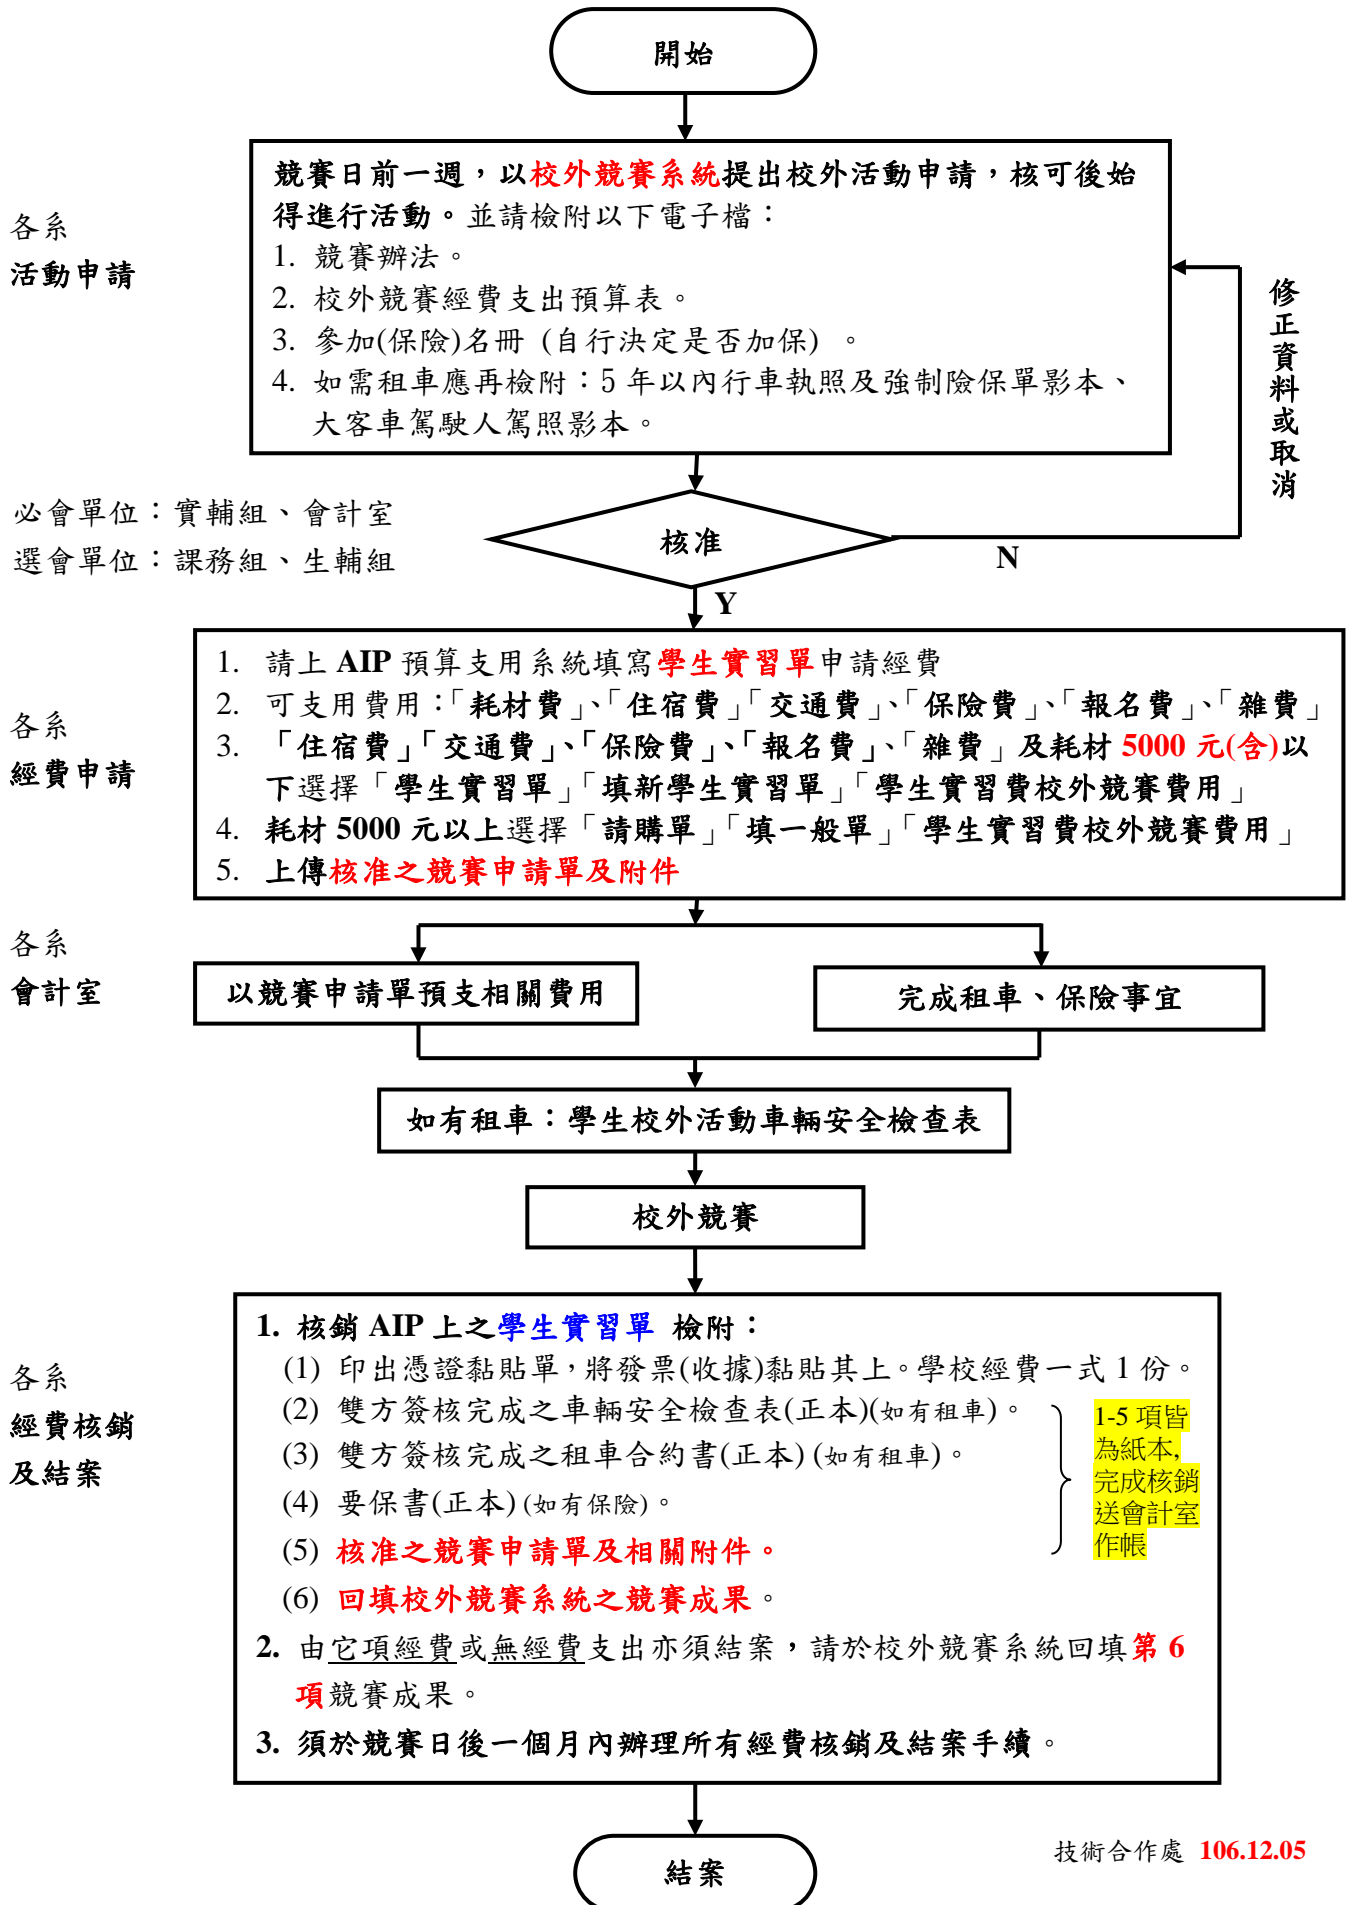 開始
競賽日前一週，以校外競賽系統提出校外活動申請，核可後始
得進行活動。並請檢附以下電子檔：
1. 競賽辦法。
2. 校外競賽經費支出預算表。
3. 參加(保險)名冊 (自行決定是否加保) 。
4. 如需租車應再檢附：5 年以內行車執照及強制險保單影本、
大客車駕駛人駕照影本。
各系
活動申請
修正資料或取消
必會單位：實輔組、會計室
選會單位：課務組、生輔組
核准
N
Y
各系
經費申請
1. 請上 AIP 預算支用系統填寫學生實習單申請經費
2. 可支用費用：「耗材費」、「住宿費」「交通費」、「保險費」、「報名費」、「雜費」
3. 「住宿費」「交通費」、「保險費」、「報名費」、「雜費」及耗材 5000 元(含)以
下選擇「學生實習單」「填新學生實習單」「學生實習費校外競賽費用」
4. 耗材 5000 元以上選擇「請購單」「填一般單」「學生實習費校外競賽費用」
5. 上傳核准之競賽申請單及附件
各系
會計室
以競賽申請單預支相關費用
完成租車、保險事宜
如有租車：學生校外活動車輛安全檢查表
校外競賽
各系
經費核銷
及結案
1. 核銷 AIP 上之學生實習單 檢附：
(1) 印出憑證黏貼單，將發票(收據)黏貼其上。學校經費一式 1 份。
(2) 雙方簽核完成之車輛安全檢查表(正本)(如有租車)。
(3) 雙方簽核完成之租車合約書(正本) (如有租車)。
(4) 要保書(正本) (如有保險)。
(5) 核准之競賽申請單及相關附件。
(6) 回填校外競賽系統之競賽成果。
1-5 項皆
為紙本,
完成核銷
送會計室
作帳
2. 由它項經費或無經費支出亦須結案，請於校外競賽系統回填第 6
項競賽成果。
3. 須於競賽日後一個月內辦理所有經費核銷及結案手續。
結案
技術合作處 106.12.05